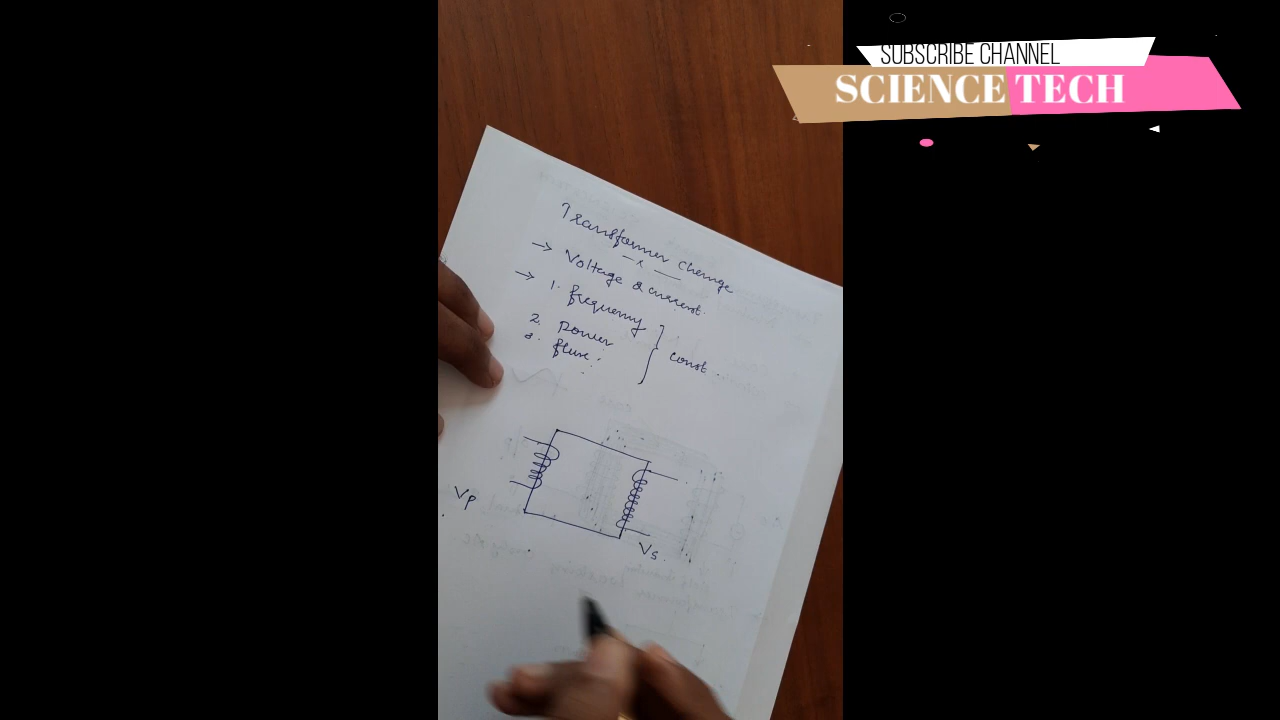 SUBSCRIBE CHANNEL
SCIENCE TECH
Transformer change
→ Voltage & current.
→ 1. frequency
2. power
3. flux.
} const.
Vp
Vs.